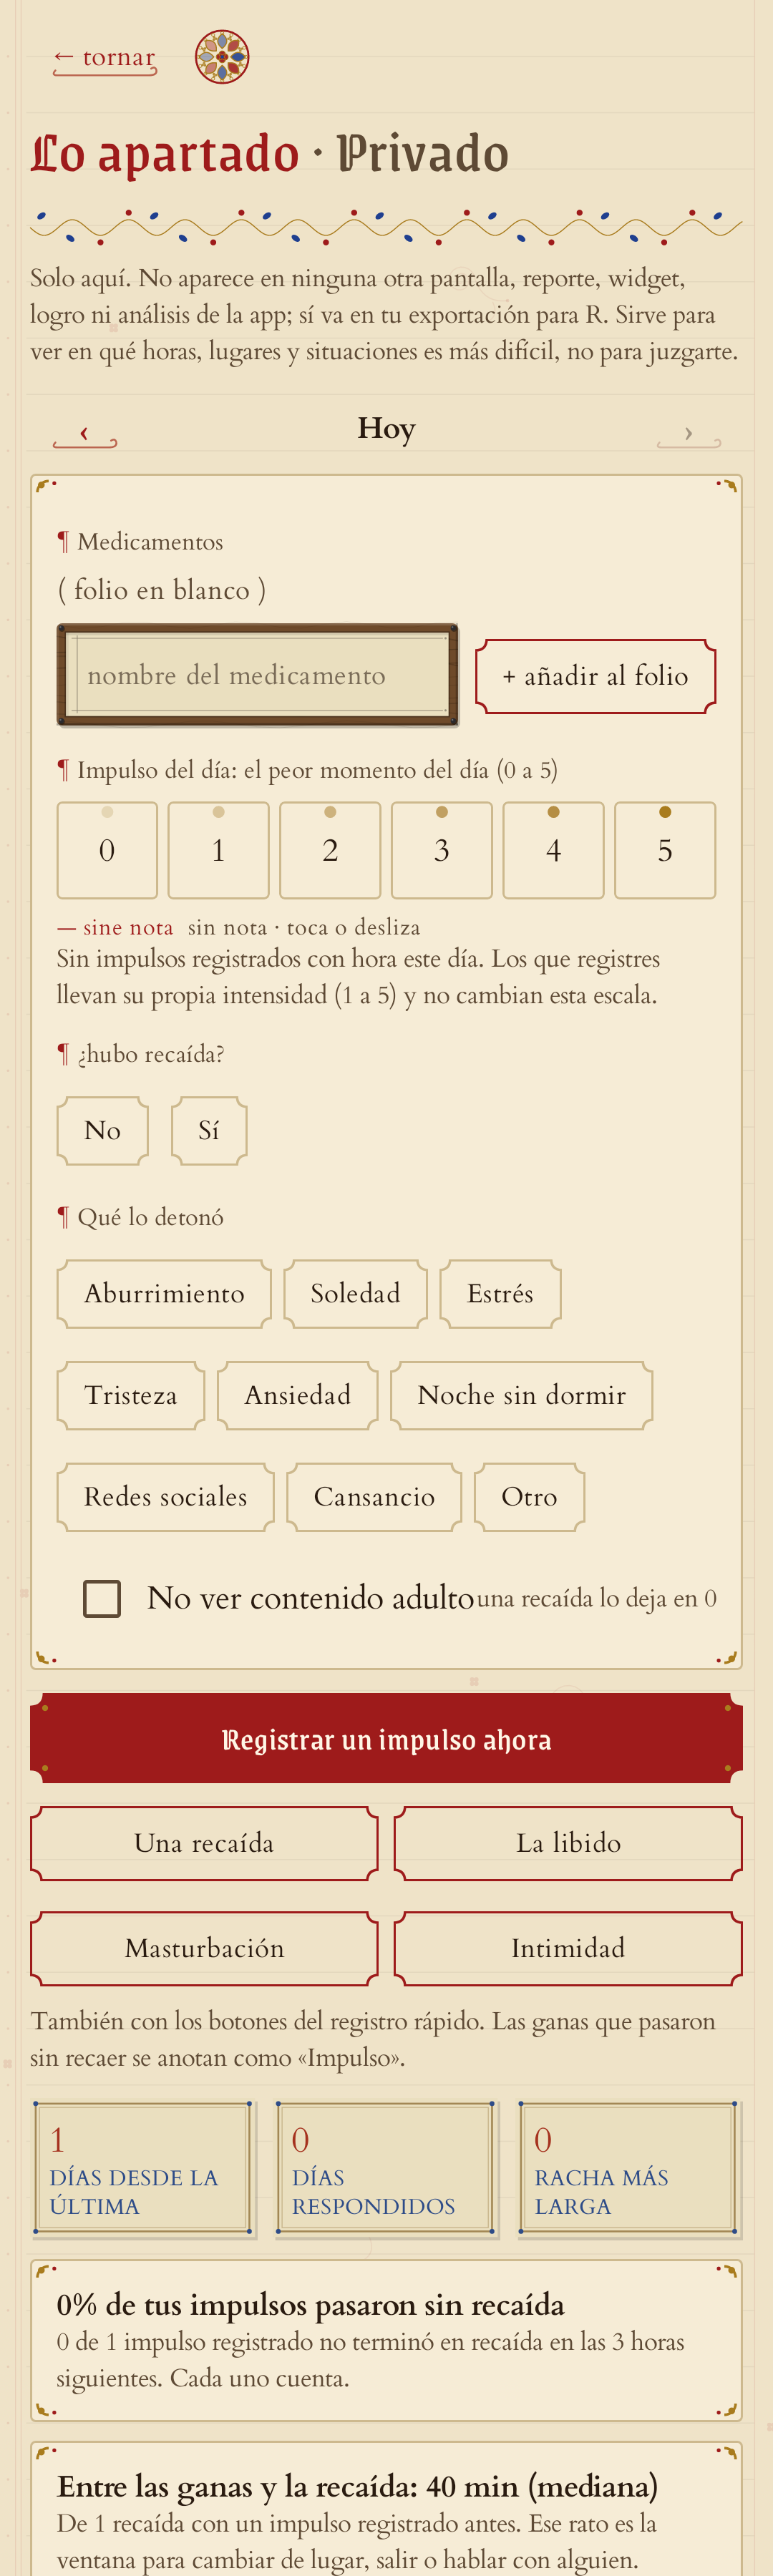 ← tornar
Lo apartado · Privado
Solo aquí. No aparece en ninguna otra pantalla, reporte, widget,
logro ni análisis de la app; sí va en tu exportación para R. Sirve para
ver en qué horas, lugares y situaciones es más difícil, no para juzgarte.
‹ Hoy ›
¶ Medicamentos
( folio en blanco )
nombre del medicamento + añadir al folio
¶ Impulso del día: el peor momento del día (0 a 5)
0 1 2 3 4 5
— sine nota sin nota · toca o desliza
Sin impulsos registrados con hora este día. Los que registres
llevan su propia intensidad (1 a 5) y no cambian esta escala.
¶ ¿hubo recaída?
No Sí
¶ Qué lo detonó
Aburrimiento Soledad Estrés
Tristeza Ansiedad Noche sin dormir
Redes sociales Cansancio Otro
No ver contenido adulto una recaída lo deja en 0
Registrar un impulso ahora
Una recaída La libido
Masturbación Intimidad
También con los botones del registro rápido. Las ganas que pasaron
sin recaer se anotan como «Impulso».
1 0 0
DÍAS DESDE LA DÍAS RACHA MÁS
ÚLTIMA RESPONDIDOS LARGA
0% de tus impulsos pasaron sin recaída
0 de 1 impulso registrado no terminó en recaída en las 3 horas
siguientes. Cada uno cuenta.
Entre las ganas y la recaída: 40 min (mediana)
De 1 recaída con un impulso registrado antes. Ese rato es la
ventana para cambiar de lugar, salir o hablar con alguien.